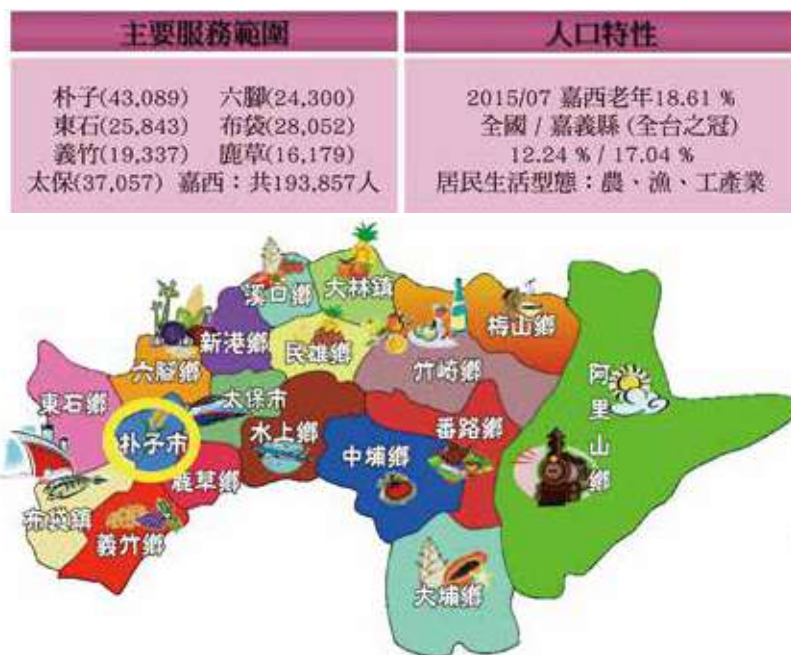 主要服務範圍
朴子(43,089) 六腳(24,300)
東石(25,843) 布袋(28,052)
義竹(19,337) 鹿草(16,179)
太保(37,057) 嘉西：共193,857人
人口特性
2015/07 嘉西老年18.61 %
全國 / 嘉義縣 (全台之冠)
12.24 % / 17.04 %
居民生活型態：農、漁、工產業
溪口鄉
大林鎮
梅山鄉
新港鄉
民雄鄉
竹崎鄉
六腳鄉
東石鄉
太保市
阿里山鄉
朴子市
水上鄉
番路鄉
中埔鄉
鹿草鄉
布袋鎮
義竹鄉
大埔鄉